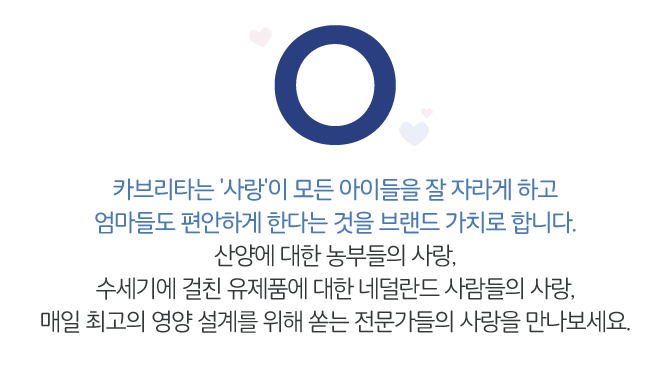 카브리타는 '사랑'이 모든 아이들을 잘 자라게 하고
엄마들도 편안하게 한다는 것을 브랜드 가치로 합니다.
산양에 대한 농부들의 사랑,
수세기에 걸친 유제품에 대한 네덜란드 사람들의 사랑,
매일 최고의 영양 설계를 위해 쏟는 전문가들의 사랑을 만나보세요.